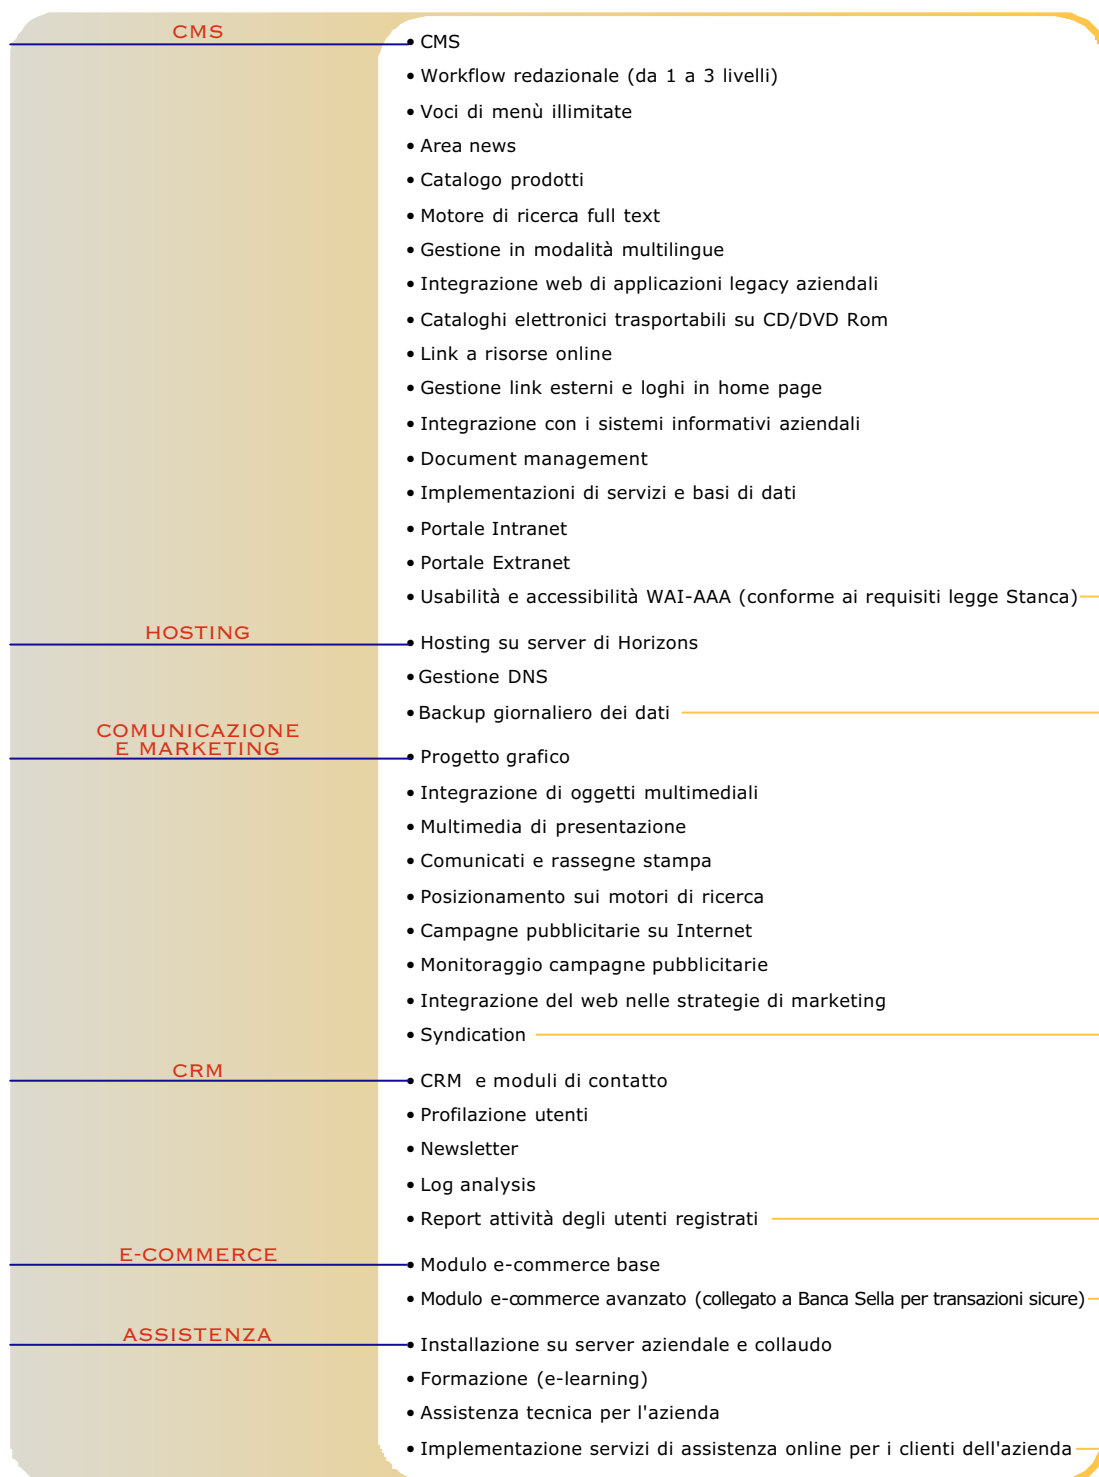 CMS
• CMS
• Workflow redazionale (da 1 a 3 livelli)
• Voci di menù illimitate
• Area news
• Catalogo prodotti
• Motore di ricerca full text
• Gestione in modalità multilingue
• Integrazione web di applicazioni legacy aziendali
• Cataloghi elettronici trasportabili su CD/DVD Rom
• Link a risorse online
• Gestione link esterni e loghi in home page
• Integrazione con i sistemi informativi aziendali
• Document management
• Implementazioni di servizi e basi di dati
• Portale Intranet
• Portale Extranet
• Usabilità e accessibilità WAI-AAA (conforme ai requisiti legge Stanca)
HOSTING
• Hosting su server di Horizons
• Gestione DNS
• Backup giornaliero dei dati
COMUNICAZIONE
E MARKETING
• Progetto grafico
• Integrazione di oggetti multimediali
• Multimedia di presentazione
• Comunicati e rassegne stampa
• Posizionamento sui motori di ricerca
• Campagne pubblicitarie su Internet
• Monitoraggio campagne pubblicitarie
• Integrazione del web nelle strategie di marketing
• Syndication
CRM
• CRM e moduli di contatto
• Profilazione utenti
• Newsletter
• Log analysis
• Report attività degli utenti registrati
E-COMMERCE
• Modulo e-commerce base
• Modulo e-commerce avanzato (collegato a Banca Sella per transazioni sicure)
ASSISTENZA
• Installazione su server aziendale e collaudo
• Formazione (e-learning)
• Assistenza tecnica per l'azienda
• Implementazione servizi di assistenza online per i clienti dell'azienda